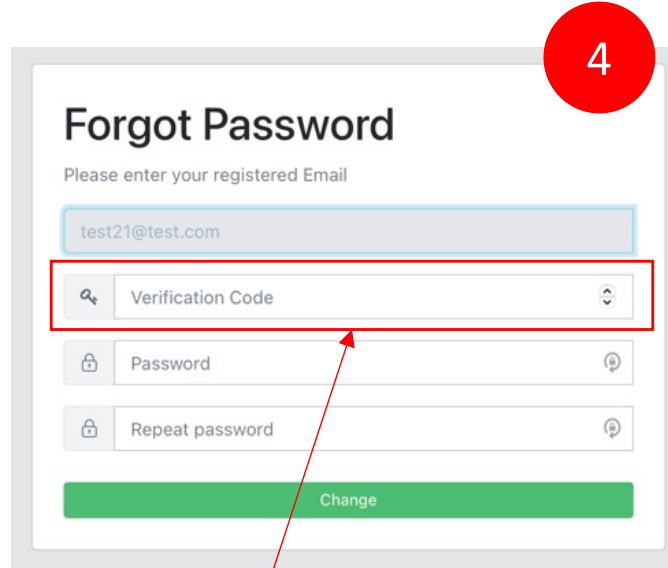 4
Forgot Password
Please enter your registered Email
test21@test.com
Verification Code
Password
Repeat password
Change